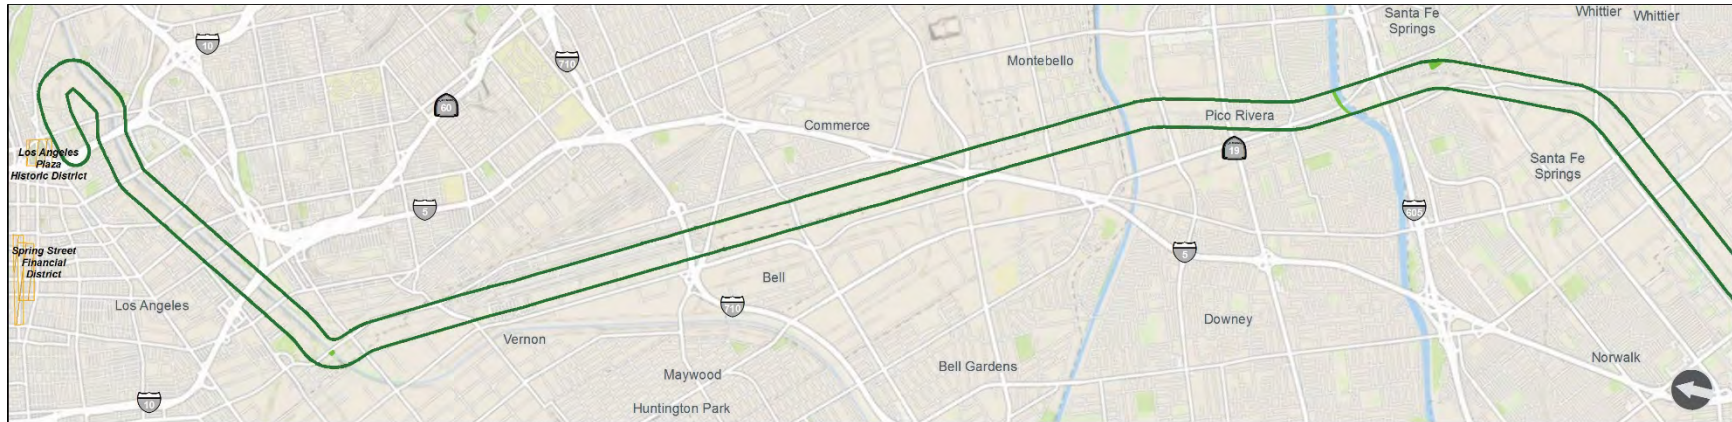 Santa Fe
Springs
Whittier
Whittier
10
710
Montebello
60
Commerce
Pico Rivera
19
Los Angeles
Plaza
Historic District
Santa Fe
Springs
5
605
Spring Street
Financial
District
5
Bell
Los Angeles
710
Downey
Vernon
Norwalk
Bell Gardens
Maywood
10
Huntington Park